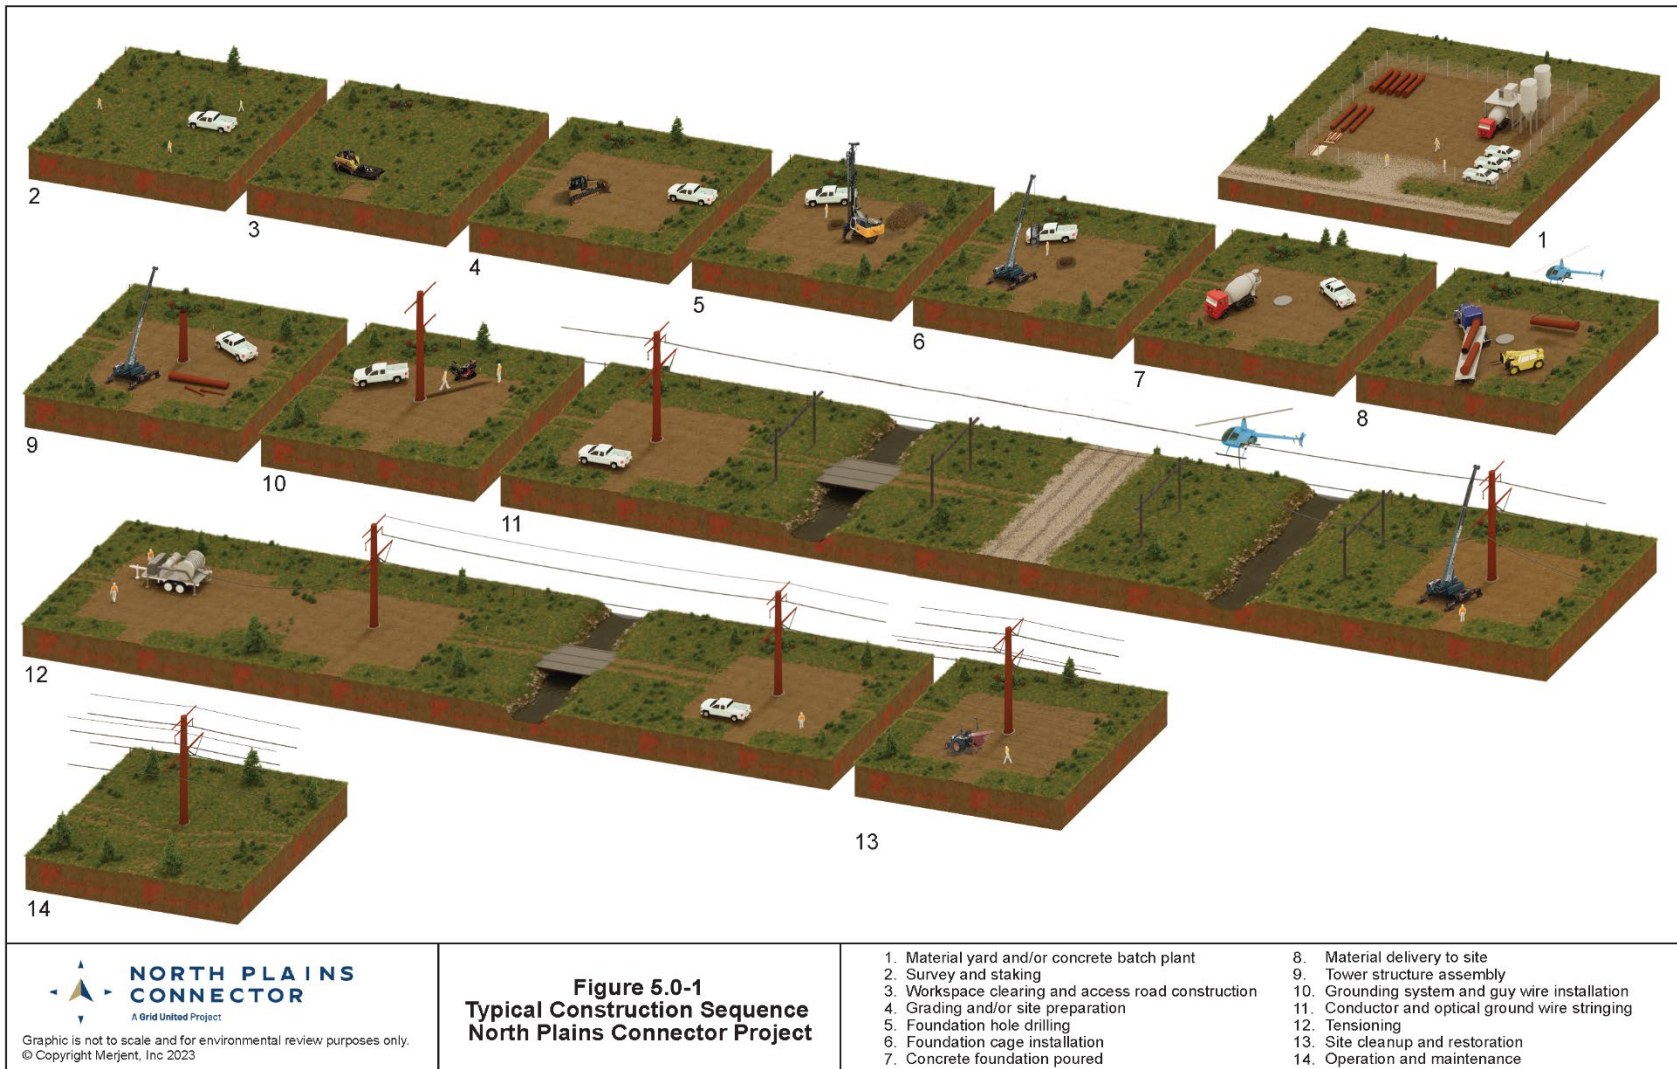 2
3
4
5
6
7
8
1
9
10
11
12
13
14
NORTH PLAINS
CONNECTOR
A Grid United Project
Graphic is not to scale and for environmental review purposes only.
© Copyright Merjent, Inc 2023
Figure 5.0-1
Typical Construction Sequence
North Plains Connector Project
1. Material yard and/or concrete batch plant
2. Survey and staking
3. Workspace clearing and access road construction
4. Grading and/or site preparation
5. Foundation hole drilling
6. Foundation cage installation
7. Concrete foundation poured
8. Material delivery to site
9. Tower structure assembly
10. Grounding system and guy wire installation
11. Conductor and optical ground wire stringing
12. Tensioning
13. Site cleanup and restoration
14. Operation and maintenance